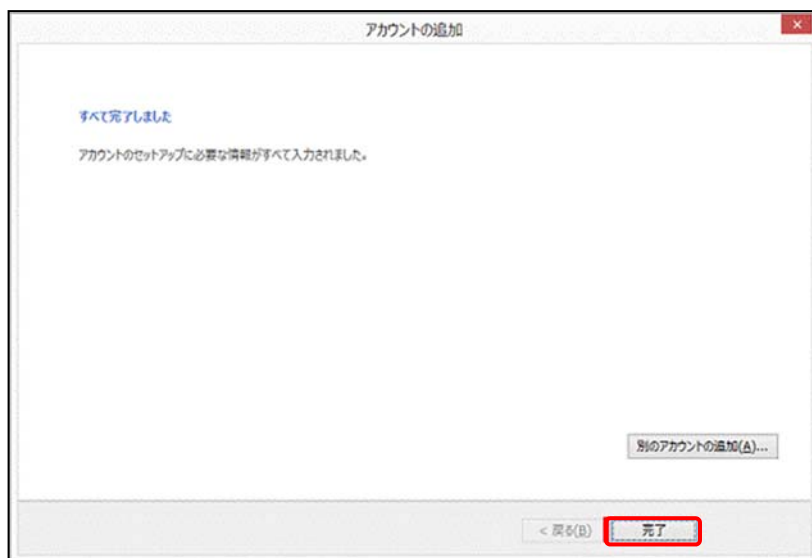 アカウントの追加
すべて完了しました
アカウントのセットアップに必要な情報がすべて入力されました。
別のアカウントの追加(A)...
< 戻る(B)
完了